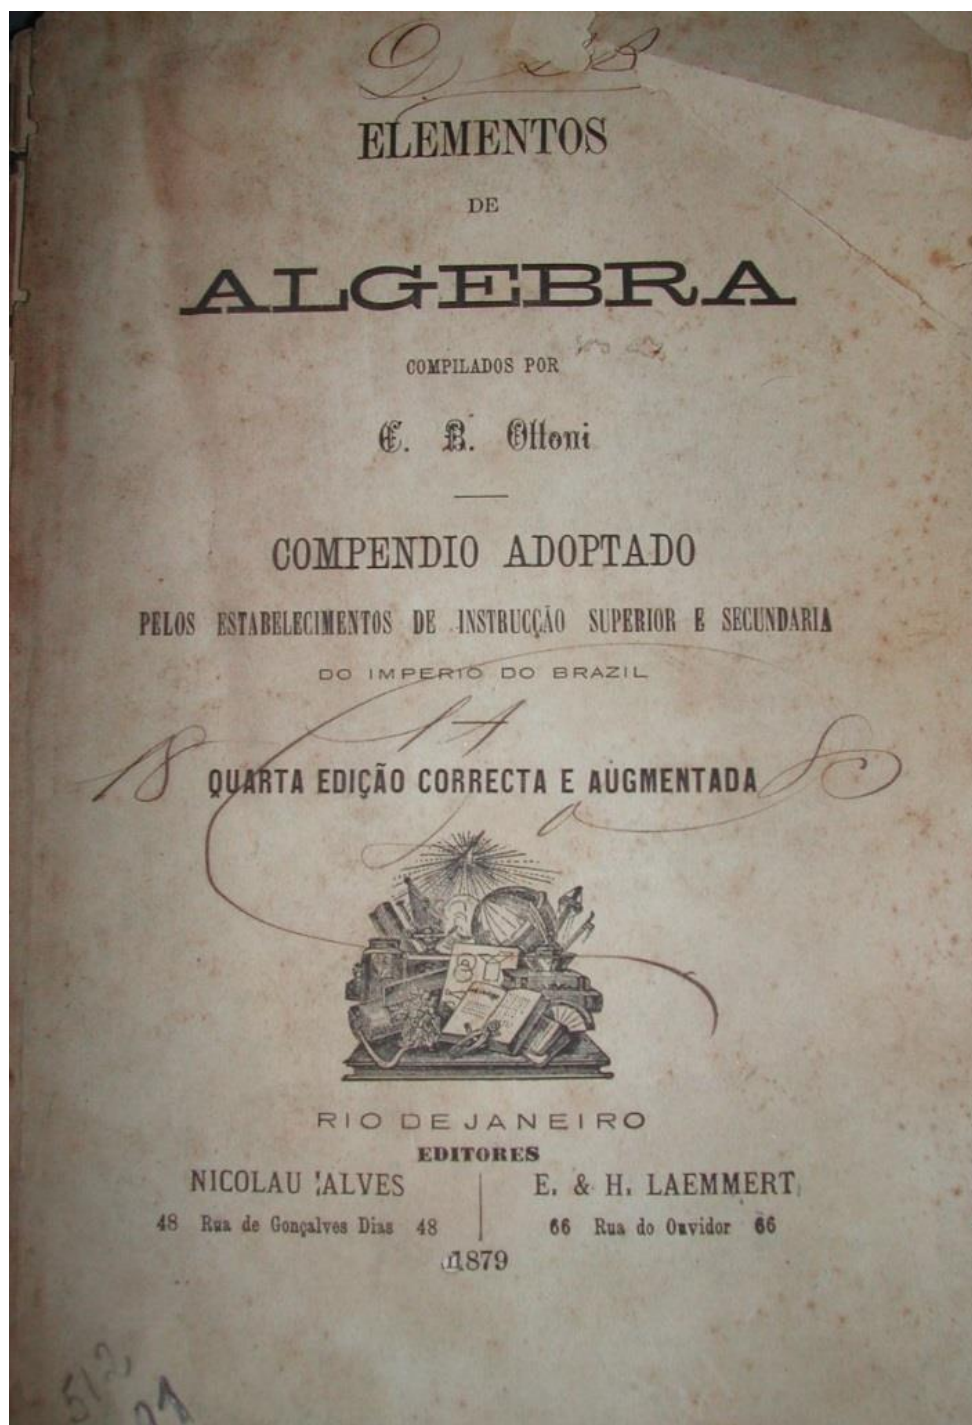 ELEMENTOS
DE
ALGEBRA
COMPILADOS POR
C. B. Ottoni
COMPENDIO ADOPTADO
PELOS ESTABELECIMENTOS DE INSTRUCÇÃO SUPERIOR E SECUNDARIA
DO IMPERIO DO BRAZIL
QUARTA EDIÇÃO CORRECTA E AUGMENTADA
RIO DE JANEIRO
EDITORES
NICOLAU ALVES
48 Rua de Gonçalves Dias 48
E. & H. LAEMMERT
66 Rua do Ouvidor 66
1879
512